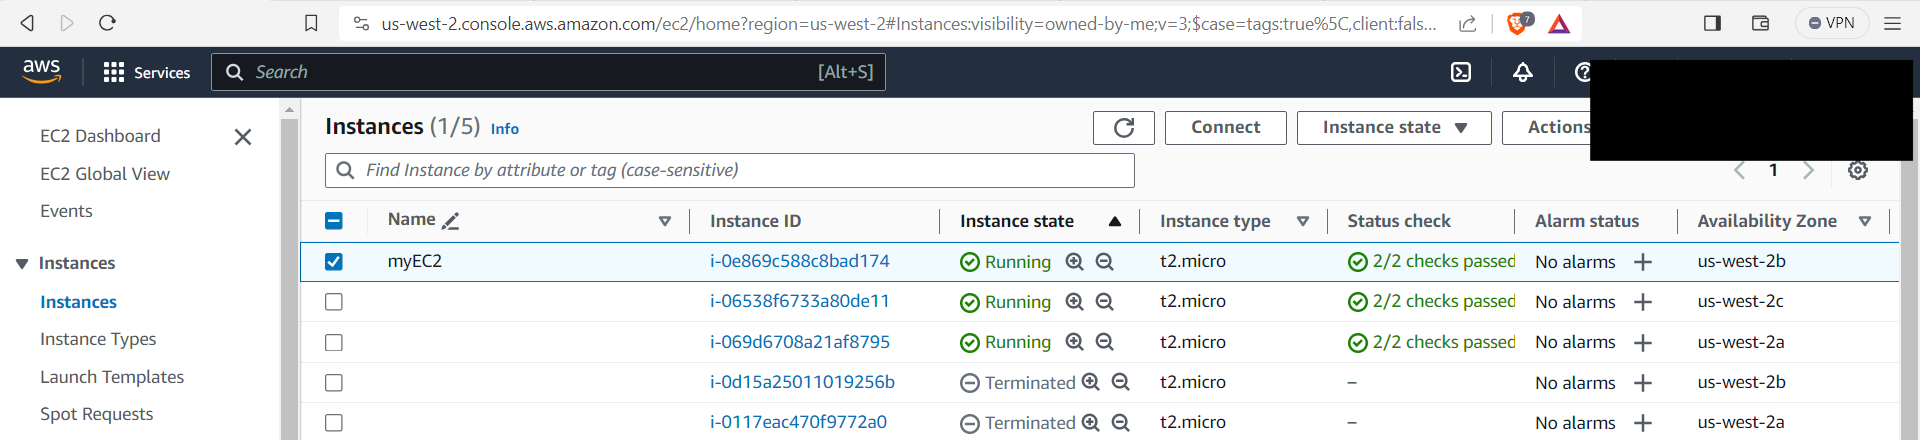 us-west-2.console.aws.amazon.com/ec2/home?region=us-west-2#Instances:visibility=owned-by-me;v=3;$case=tags:true%5C,client:fals... 7 VPN
aws Services Search [Alt+S]
EC2 Dashboard
EC2 Global View
Events
Instances
Instances
Instance Types
Launch Templates
Spot Requests
Instances (1/5) Info Connect Instance state Actions
Find Instance by attribute or tag (case-sensitive) 1
Name Instance ID Instance state Instance type Status check Alarm status Availability Zone
myEC2 i-0e869c588c8bad174 Running t2.micro 2/2 checks passed No alarms us-west-2b
i-06538f6733a80de11 Running t2.micro 2/2 checks passed No alarms us-west-2c
i-069d6708a21af8795 Running t2.micro 2/2 checks passed No alarms us-west-2a
i-0d15a25011019256b Terminated t2.micro – No alarms us-west-2b
i-0117eac470f9772a0 Terminated t2.micro – No alarms us-west-2a